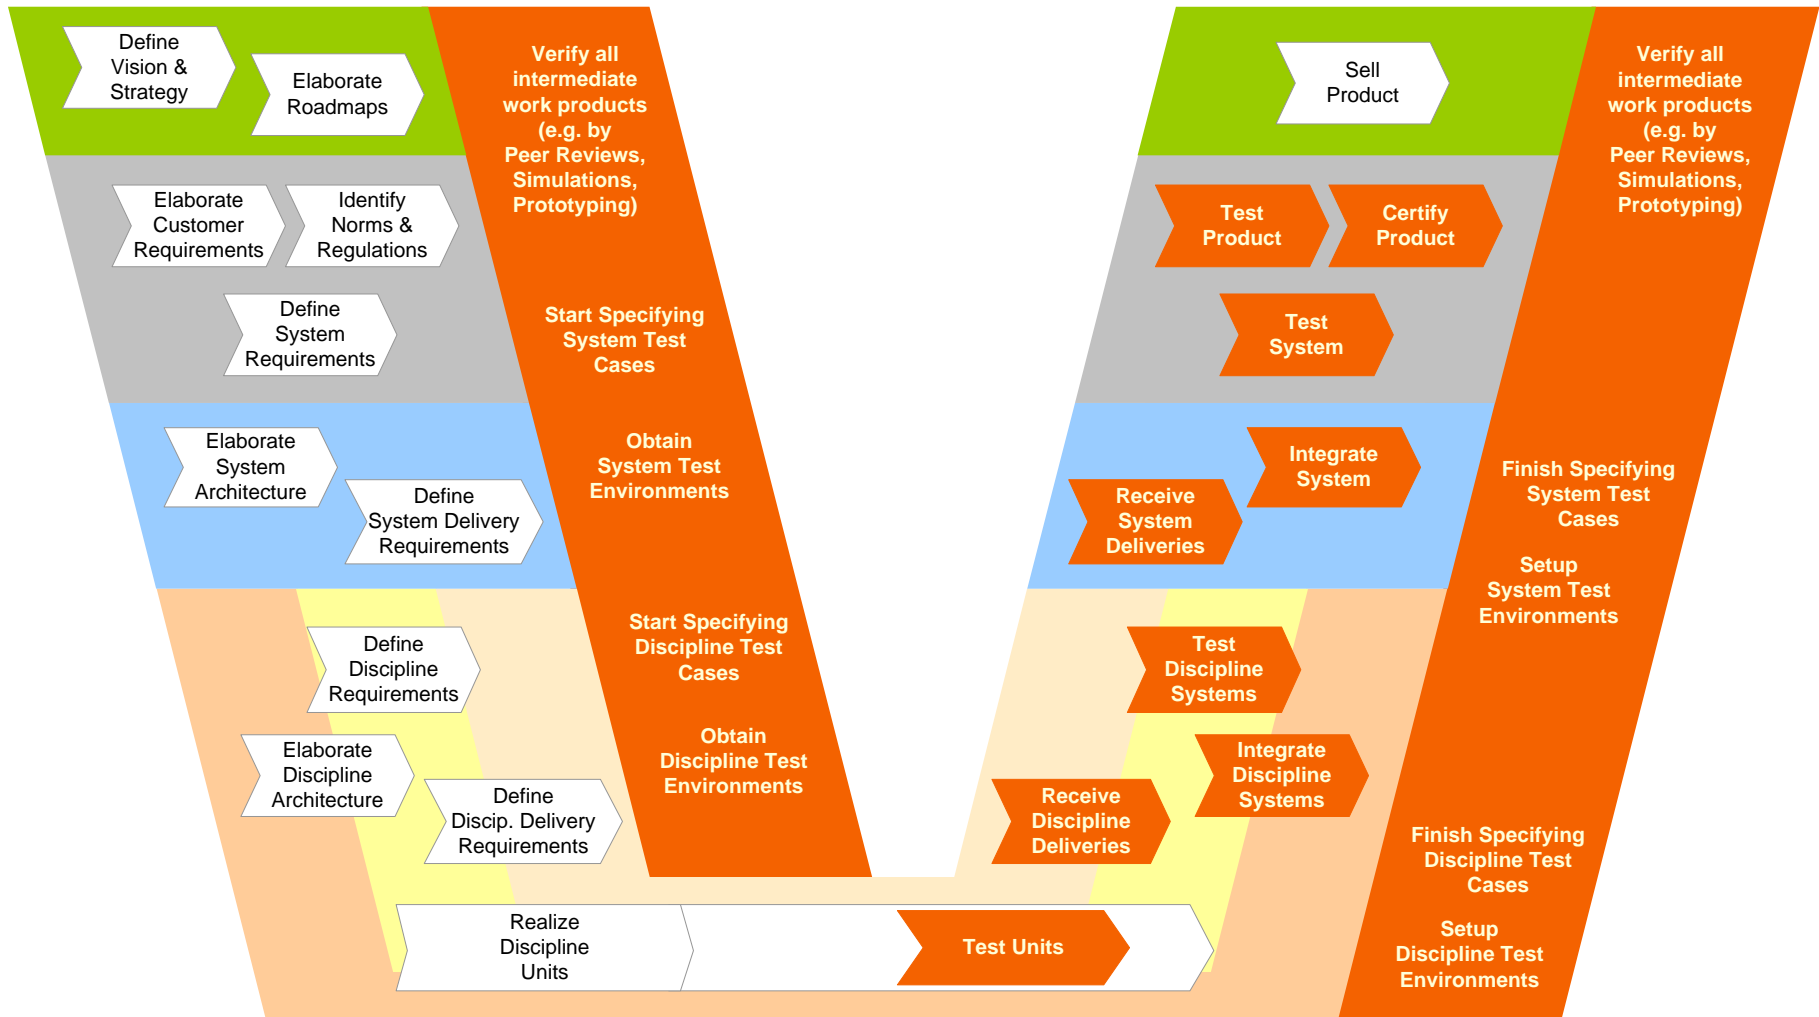 Define
Vision &
Strategy
Elaborate
Roadmaps
Verify all
intermediate
work products
(e.g. by
Peer Reviews,
Simulations,
Prototyping)
Elaborate
Customer
Requirements
Identify
Norms &
Regulations
Define
System
Requirements
Start Specifying
System Test
Cases
Elaborate
System
Architecture
Define
System Delivery
Requirements
Obtain
System Test
Environments
Define
Discipline
Requirements
Start Specifying
Discipline Test
Cases
Elaborate
Discipline
Architecture
Define
Discip. Delivery
Requirements
Obtain
Discipline Test
Environments
Realize
Discipline
Units
Test Units
Sell
Product
Verify all
intermediate
work products
(e.g. by
Peer Reviews,
Simulations,
Prototyping)
Test
Product
Certify
Product
Test
System
Integrate
System
Receive
System
Deliveries
Finish Specifying
System Test
Cases
Setup
System Test
Environments
Test
Discipline
Systems
Integrate
Discipline
Systems
Receive
Discipline
Deliveries
Finish Specifying
Discipline Test
Cases
Setup
Discipline Test
Environments